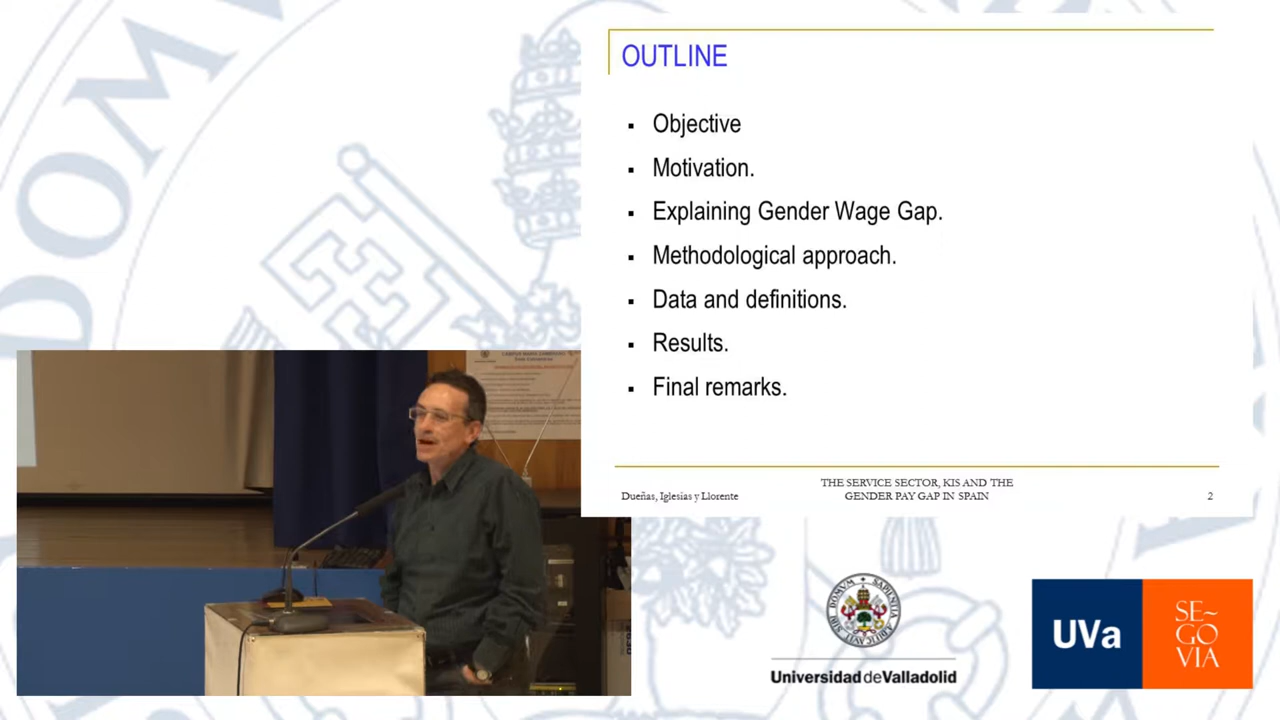 OUTLINE
Objective
Motivation.
Explaining Gender Wage Gap.
Methodological approach.
Data and definitions.
Results.
Final remarks.
Dueñas, Iglesias y Llorente
THE SERVICE SECTOR, KIS AND THE
GENDER PAY GAP IN SPAIN
2
Universidad de Valladolid
UVa
SE~
GO
VIA